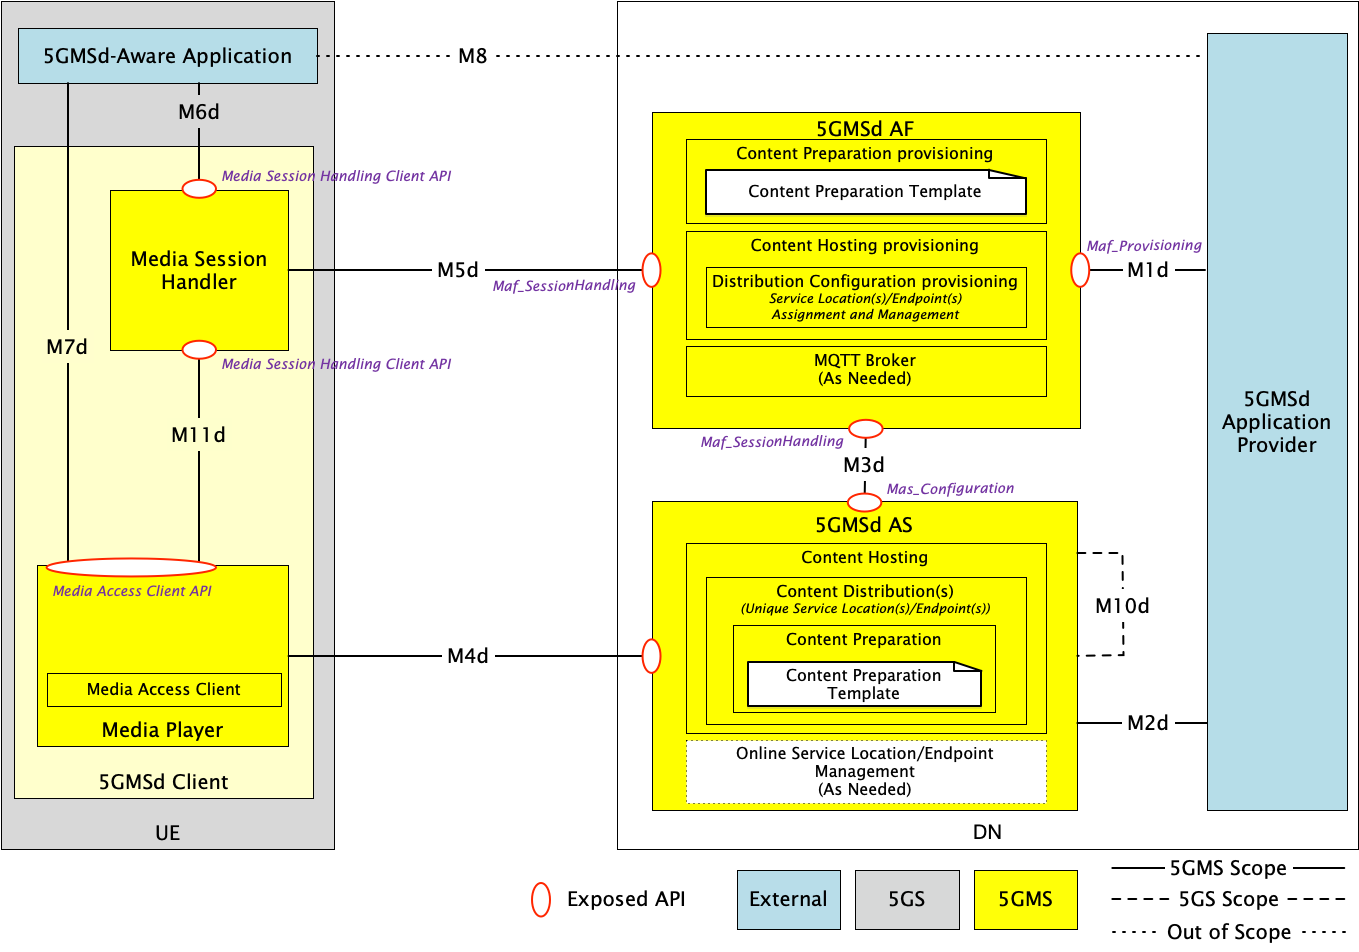 5GMSd-Aware Application
M8
M6d
Media Session Handling Client API
Media Session
Handler
M7d
Media Session Handling Client API
M11d
Media Access Client API
Media Access Client
Media Player
5GMSd Client
UE
M5d
Maf_SessionHandling
M4d
5GMSd AF
Content Preparation provisioning
Content Preparation Template
Content Hosting provisioning
Distribution Configuration provisioning
Service Location(s)/Endpoint(s)
Assignment and Management
MQTT Broker
(As Needed)
Maf_Provisioning
M1d
Maf_SessionHandling
M3d
Mas_Configuration
5GMSd AS
Content Hosting
Content Distribution(s)
(Unique Service Location(s)/Endpoint(s))
Content Preparation
Content Preparation
Template
Online Service Location/Endpoint
Management
(As Needed)
M10d
M2d
5GMSd
Application
Provider
DN
Exposed API
External
5GS
5GMS
5GMS Scope
5GS Scope
Out of Scope